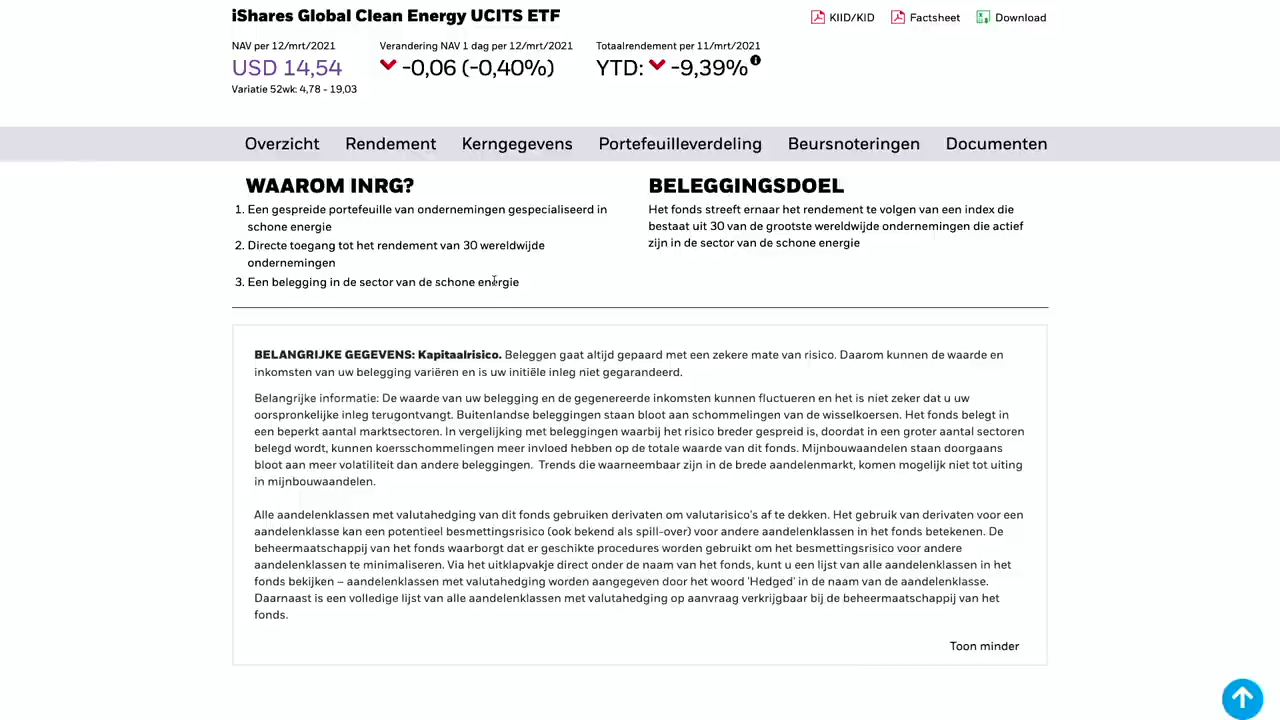 iShares Global Clean Energy UCITS ETF
KIID/KID Factsheet Download
NAV per 12/mrt/2021 Verandering NAV 1 dag per 12/mrt/2021 Totaalrendement per 11/mrt/2021
USD 14,54 -0,06 (-0,40%) YTD: -9,39%
Variatie 52wk: 4,78 - 19,03
Overzicht Rendement Kerngegevens Portefeuilleverdeling Beursnoteringen Documenten
WAAROM INRG?
1. Een gespreide portefeuille van ondernemingen gespecialiseerd in
schone energie
2. Directe toegang tot het rendement van 30 wereldwijde
ondernemingen
3. Een belegging in de sector van de schone energie
BELEGGINGSDOEL
Het fonds streeft ernaar het rendement te volgen van een index die
bestaat uit 30 van de grootste wereldwijde ondernemingen die actief
zijn in de sector van de schone energie
BELANGRIJKE GEGEVENS: Kapitaalrisico. Beleggen gaat altijd gepaard met een zekere mate van risico. Daarom kunnen de waarde en
inkomsten van uw belegging variëren en is uw initiële inleg niet gegarandeerd.
Belangrijke informatie: De waarde van uw belegging en de gegenereerde inkomsten kunnen fluctueren en het is niet zeker dat u uw
oorspronkelijke inleg terugontvangt. Buitenlandse beleggingen staan bloot aan schommelingen van de wisselkoersen. Het fonds belegt in
een beperkt aantal marktsectoren. In vergelijking met beleggingen waarbij het risico breder gespreid is, doordat in een groter aantal sectoren
belegd wordt, kunnen koersschommelingen meer invloed hebben op de totale waarde van dit fonds. Mijnbouwaandelen staan doorgaans
bloot aan meer volatiliteit dan andere beleggingen. Trends die waarneembaar zijn in de brede aandelenmarkt, komen mogelijk niet tot uiting
in mijnbouwaandelen.
Alle aandelenklassen met valutahedging van dit fonds gebruiken derivaten om valutarisico's af te dekken. Het gebruik van derivaten voor een
aandelenklasse kan een potentieel besmettingsrisico (ook bekend als spill-over) voor andere aandelenklassen in het fonds betekenen. De
beheermaatschappij van het fonds waarborgt dat er geschikte procedures worden gebruikt om het besmettingsrisico voor andere
aandelenklassen te minimaliseren. Via het uitklapvakje direct onder de naam van het fonds, kunt u een lijst van alle aandelenklassen in het
fonds bekijken – aandelenklassen met valutahedging worden aangegeven door het woord 'Hedged' in de naam van de aandelenklasse.
Daarnaast is een volledige lijst van alle aandelenklassen met valutahedging op aanvraag verkrijgbaar bij de beheermaatschappij van het
fonds.
Toon minder